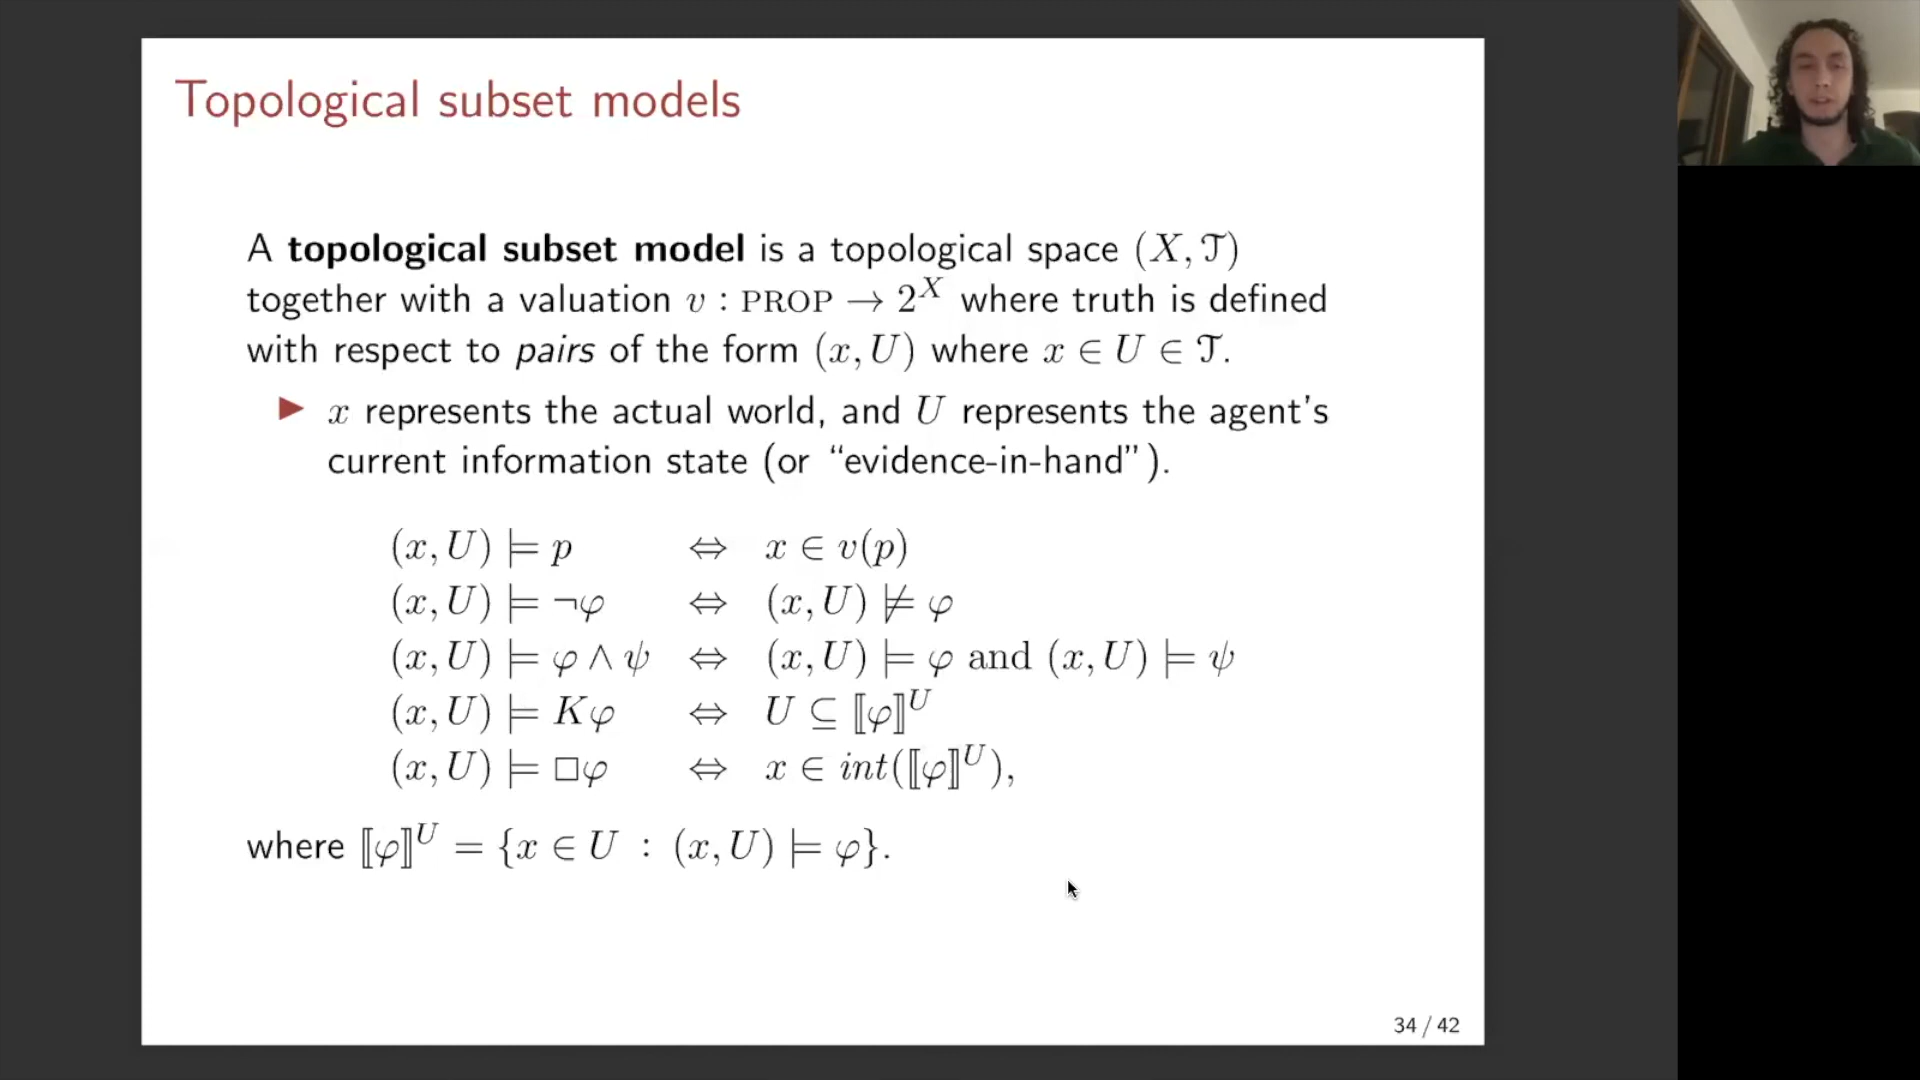 Topological subset models
A topological subset model is a topological space (X, 𝒯)
together with a valuation v : PROP → 2^X where truth is defined
with respect to pairs of the form (x, U) where x ∈ U ∈ 𝒯.
▶ x represents the actual world, and U represents the agent's
current information state (or “evidence-in-hand”).
(x, U) ⊨ p ⇔ x ∈ v(p)
(x, U) ⊨ ¬φ ⇔ (x, U) ⊭ φ
(x, U) ⊨ φ ∧ ψ ⇔ (x, U) ⊨ φ and (x, U) ⊨ ψ
(x, U) ⊨ Kφ ⇔ U ⊆ ⟦φ⟧^U
(x, U) ⊨ □φ ⇔ x ∈ int(⟦φ⟧^U),
where ⟦φ⟧^U = {x ∈ U : (x, U) ⊨ φ}.
34 / 42